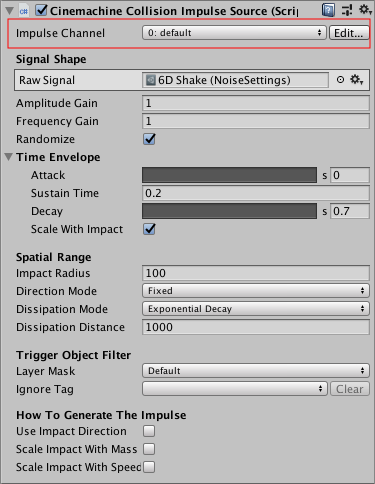 Cinemachine Collision Impulse Source (Scrip
Impulse Channel 0: default Edit...
Signal Shape
Raw Signal 6D Shake (NoiseSettings)
Amplitude Gain 1
Frequency Gain 1
Randomize
Time Envelope
Attack s 0
Sustain Time 0.2
Decay s 0.7
Scale With Impact
Spatial Range
Impact Radius 100
Direction Mode Fixed
Dissipation Mode Exponential Decay
Dissipation Distance 1000
Trigger Object Filter
Layer Mask Default
Ignore Tag Clear
How To Generate The Impulse
Use Impact Direction
Scale Impact With Mass
Scale Impact With Speed